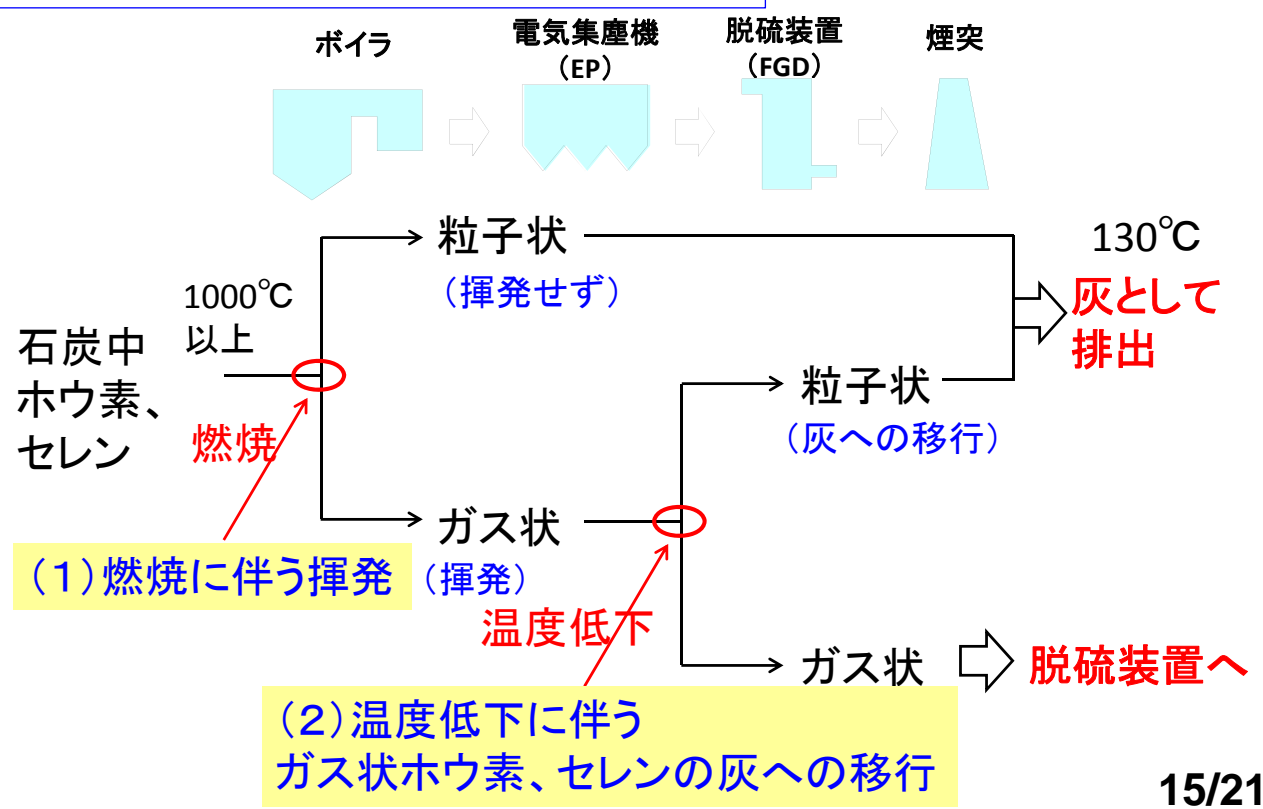 ボイラ
電気集塵機
（EP）
脱硫装置
（FGD）
煙突
粒子状
（揮発せず）
130℃
灰として
排出
1000℃
以上
石炭中
ホウ素、
セレン
燃焼
粒子状
（灰への移行）
ガス状
（揮発）
（１）燃焼に伴う揮発
温度低下
ガス状
脱硫装置へ
（２）温度低下に伴う
ガス状ホウ素、セレンの灰への移行
15/21